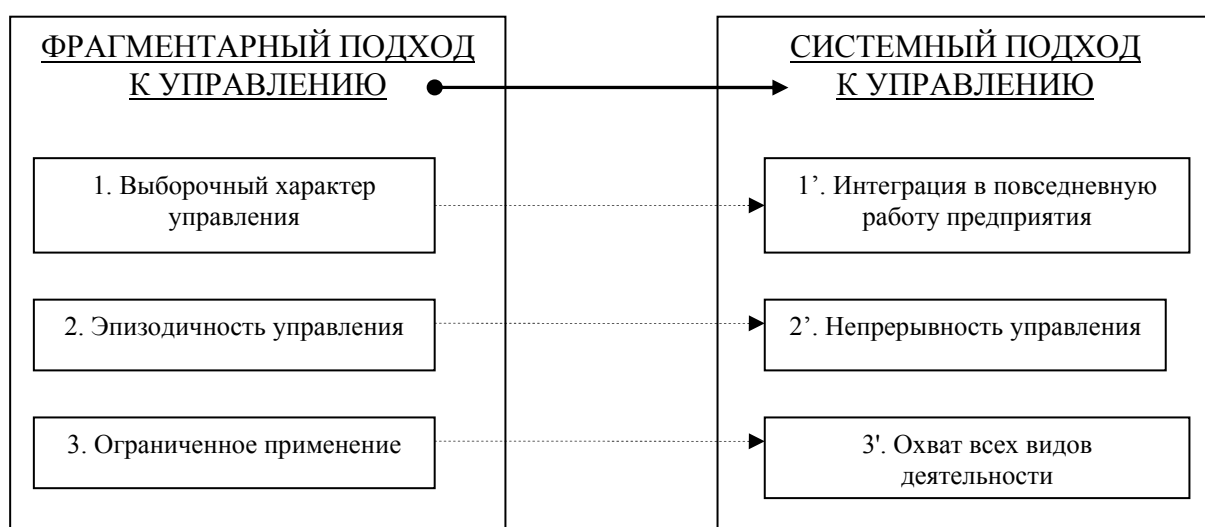 ФРАГМЕНТАРНЫЙ ПОДХОД
К УПРАВЛЕНИЮ
1. Выборочный характер
управления
2. Эпизодичность управления
3. Ограниченное применение
СИСТЕМНЫЙ ПОДХОД
К УПРАВЛЕНИЮ
1’. Интеграция в повседневную
работу предприятия
2’. Непрерывность управления
3'. Охват всех видов
деятельности